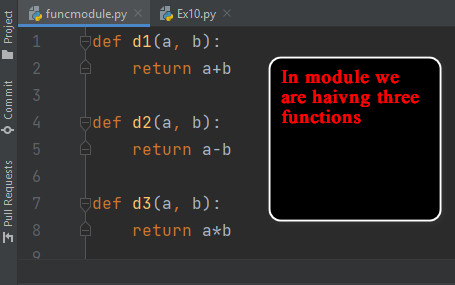 funcmodule.py
Ex10.py
Project
Commit
Pull Requests
1 def d1(a, b):
2 return a+b
3
4 def d2(a, b):
5 return a-b
6
7 def d3(a, b):
8 return a*b
9
In module we
are haivng three
functions